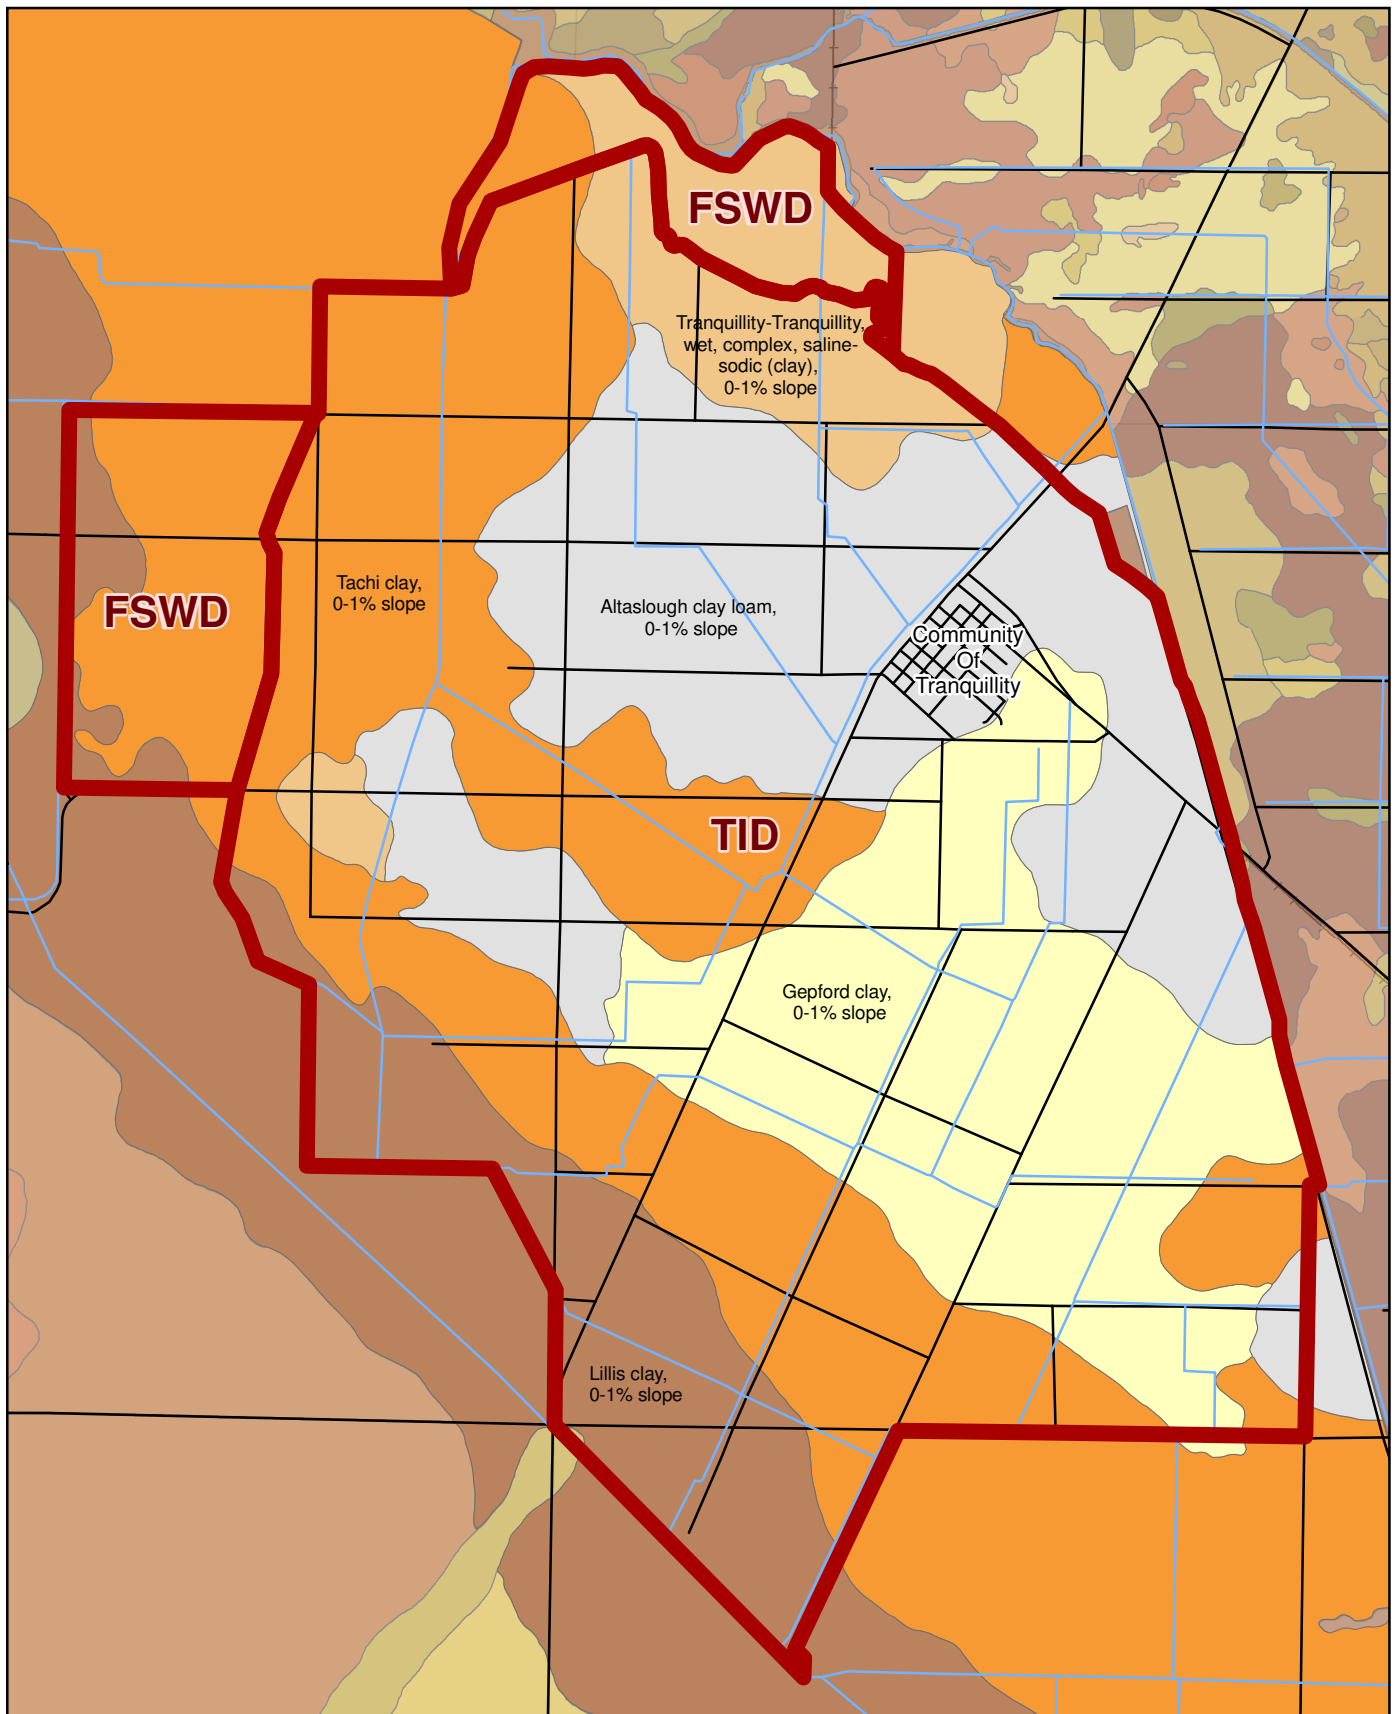 FSWD
Tranquillity-Tranquillity,
wet, complex, saline-
sodic (clay),
0-1% slope
Tachi clay,
0-1% slope
FSWD
Altaslough clay loam,
0-1% slope
Community
Of
Tranquillity
TID
Gepford clay,
0-1% slope
Lillis clay,
0-1% slope